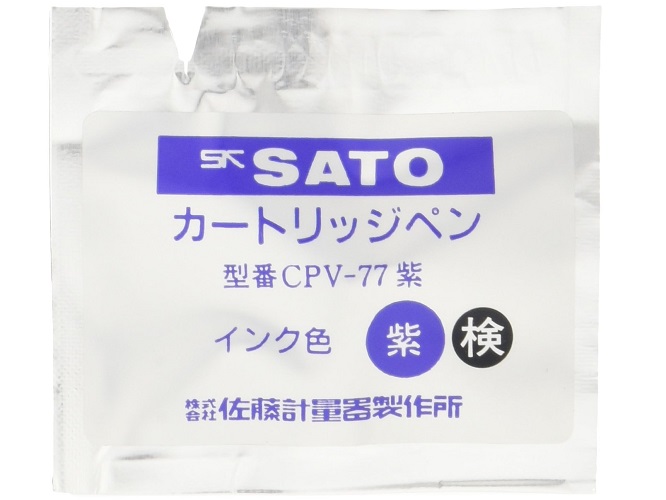 SK SATO
カートリッジペン
型番CPV-77 紫
インク色 紫 検
株式会社 佐藤計量器製作所